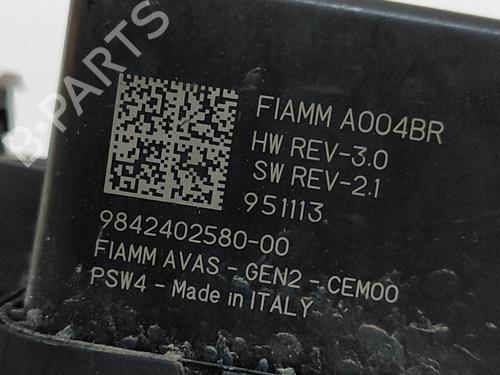 B-PARTS
FIAMM A004BR
HW REV-3.0
SW REV-2.1
951113
9842402580-00
FIAMM AVAS - GEN2 - CEM00
PSW4 - Made in ITALY